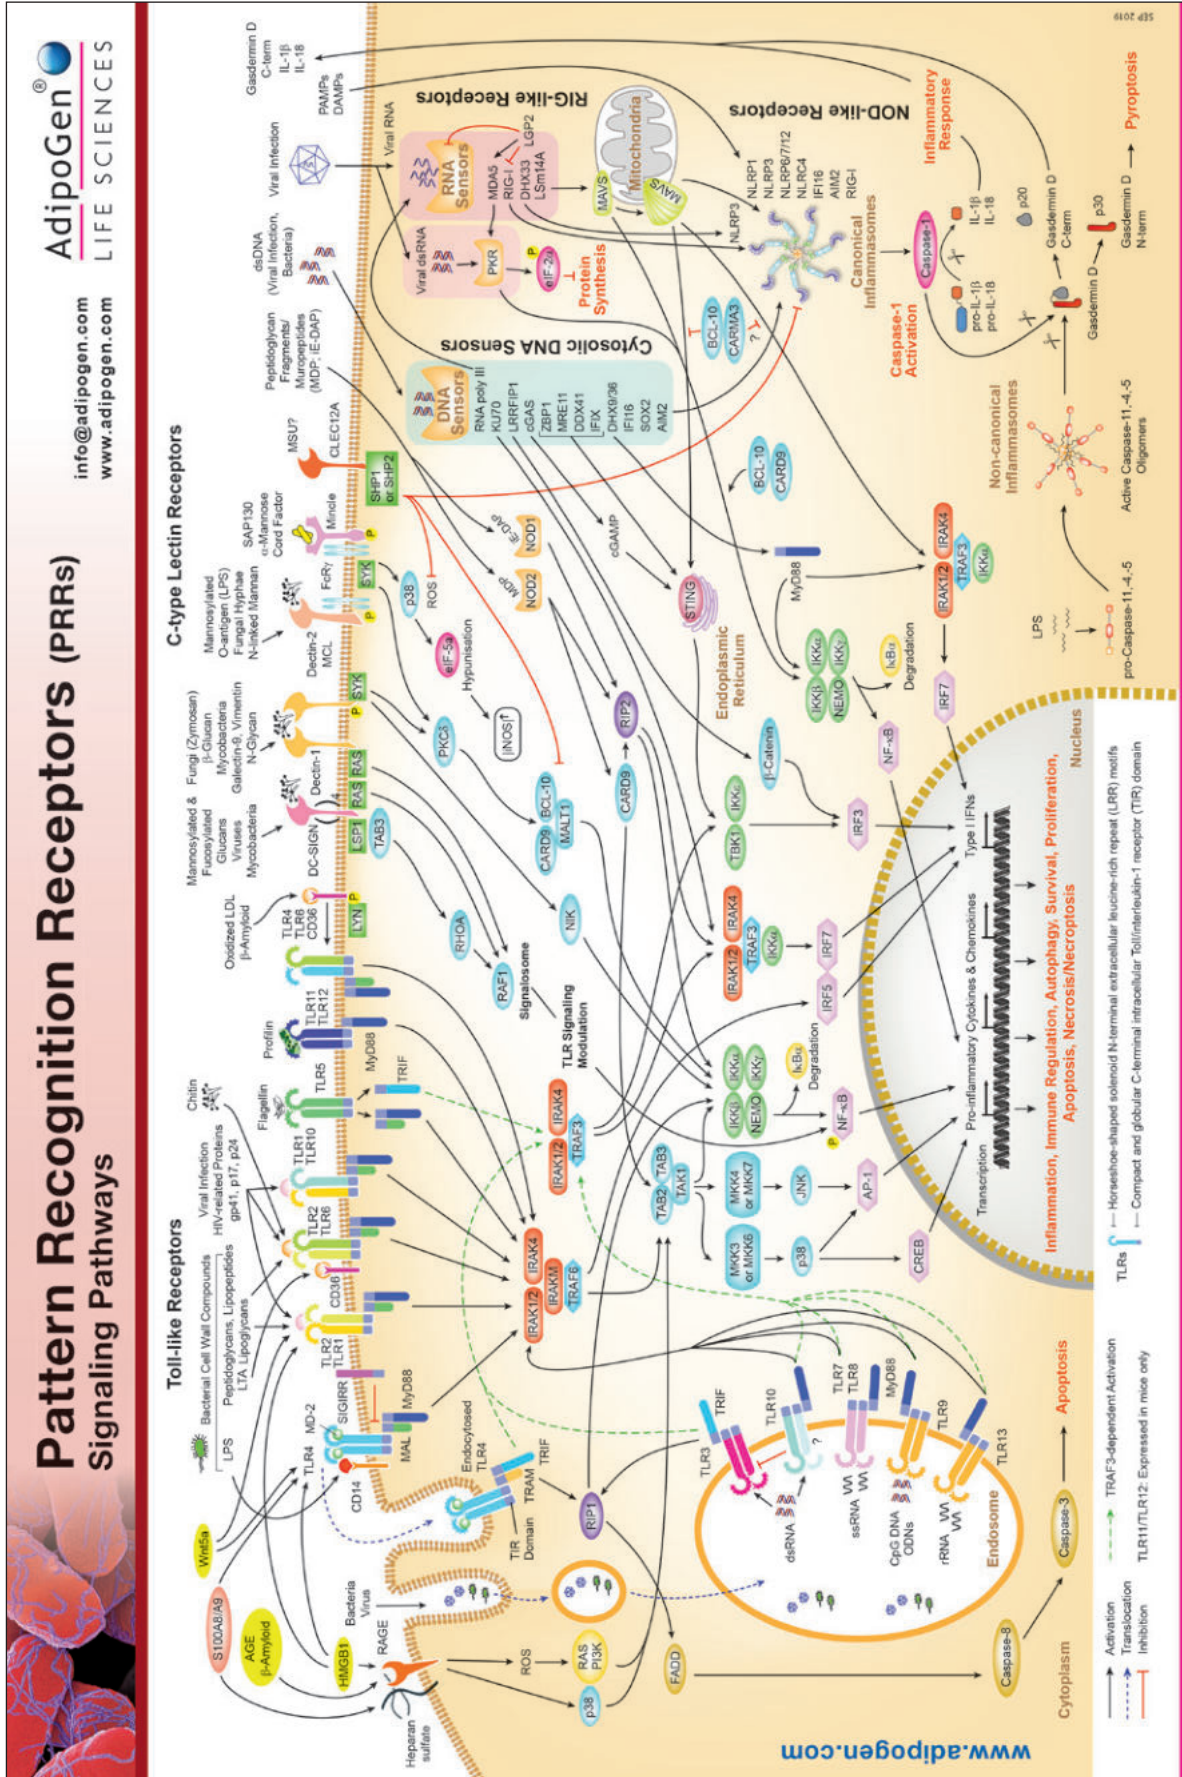 Pattern Recognition Receptors (PRRs)
Signaling Pathways
info@adipogen.com
www.adipogen.com
AdipoGen®
LIFE SCIENCES
Toll-like Receptors
C-type Lectin Receptors
S100A8/A9
AGE
β-Amyloid
HMGB1
RAGE
Heparan
sulfate
Wnt5a
LPS
Bacterial Cell Wall Compounds
Peptidoglycans, Lipopeptides
LTA Lipoglycans
TLR4
MD-2
SIGIRR
CD14
MAL
MyD88
TLR2
TLR1
CD36
TLR2
TLR6
Viral Infection
HIV-related Proteins
gp41, p17, p24
Chitin
TLR1
TLR10
Flagellin
TLR5
MyD88
TRIF
Profilin
TLR11
TLR12
Oxidized LDL
β-Amyloid
TLR4
TLR6
CD36
LYN
P
Mannosylated &
Fucosylated
Glucans
Viruses
Mycobacteria
DC-SIGN
LSP1
RAS
TAB3
Fungi (Zymosan)
β-Glucan
Mycobacteria
Galectin-9, Vimentin
N-Glycan
Dectin-1
RAS
P
SYK
Mannosylated
O-antigen (LPS)
Fungal Hyphae
N-linked Mannan
Dectin-2
MCL
FcRγ
P
SYK
SAP130
α-Mannose
Cord Factor
Mincle
P
MSU?
CLEC12A
SHP1
or SHP2
Peptidoglycan
Fragments/
Muropeptides
(MDP; iE-DAP)
dsDNA
(Viral Infection,
Bacteria)
Viral Infection
Viral RNA
PAMPs
DAMPs
Gasdermin D
C-term
IL-1β
IL-18
RIG-like Receptors
RNA
Sensors
MDA5
RIG-I
DHX33
LSm14A
LGP2
Viral dsRNA
PKR
P
eIF-2α
Protein
Synthesis
MAVS
Mitochondria
MAVS
NOD-like Receptors
NLRP3
NLRP1
NLRP3
NLRP6/7/12
NLRC4
IFI16
AIM2
RIG-I
Canonical
Inflammasomes
Cytosolic DNA Sensors
DNA
Sensors
RNA poly III
KU70
LRRFIP1
cGAS
ZBP1
MRE11
DDX41
IFIX
DHX9/36
IFI16
SOX2
AIM2
BCL-10
CARMA3
?
BCL-10
CARD9
iE-DAP
NOD1
MDP
NOD2
cGAMP
STING
Endoplasmic
Reticulum
MyD88
p38
ROS
eIF-5a
Hypunisation
iNOS↑
PKCδ
CARD9
BCL-10
MALT1
CARD9
RIP2
RHOA
RAF1
Signalosome
NIK
TLR Signaling
Modulation
IRAK1/2
IRAK4
TRAF3
IRAK4
IRAK1/2
IRAKM
TRAF6
TAB2
TAB3
TAK1
MKK3
or MKK6
MKK4
or MKK7
p38
JNK
CREB
AP-1
IKKβ
IKKα
NEMO
IKKγ
IκBα
Degradation
P
NF-κB
IRAK1/2
IRAK4
TRAF3
IKKα
IRF5
IRF7
TBK1
IKKε
IRF3
β-Catenin
IKKβ
IKKα
NEMO
IKKγ
IκBα
Degradation
NF-κB
IRAK1/2
IRAK4
TRAF3
IKKα
IRF7
Endocytosed
TLR4
TIR
Domain
TRAM
TRIF
Bacteria
Virus
ROS
RAS
PI3K
p38
RIP1
FADD
Caspase-8
Caspase-3
Apoptosis
Cytoplasm
TLR3
TRIF
TLR10
?
TLR7
TLR8
MyD88
TLR9
TLR13
dsRNA
ssRNA
CpG DNA
ODNs
rRNA
Endosome
Transcription
Pro-inflammatory Cytokines & Chemokines
Type I IFNs
Nucleus
Inflammation, Immune Regulation, Autophagy, Survival, Proliferation,
Apoptosis, Necrosis/Necroptosis
Caspase-1
Activation
Caspase-1
Inflammatory
Response
pro-IL-1β
pro-IL-18
IL-1β
IL-18
p20
Gasdermin D
C-term
p30
Gasdermin D
Gasdermin D
N-term
Pyroptosis
Non-canonical
Inflammasomes
LPS
pro-Caspase-11,-4,-5
Active Caspase-11,-4,-5
Oligomers
SEP 2019
www.adipogen.com
Activation
Translocation
Inhibition
TRAF3-dependent Activation
TLR11/TLR12: Expressed in mice only
TLRs
Horseshoe-shaped solenoid N-terminal extracellular leucine-rich repeat (LRR) motifs
Compact and globular C-terminal intracellular Toll/interleukin-1 receptor (TIR) domain